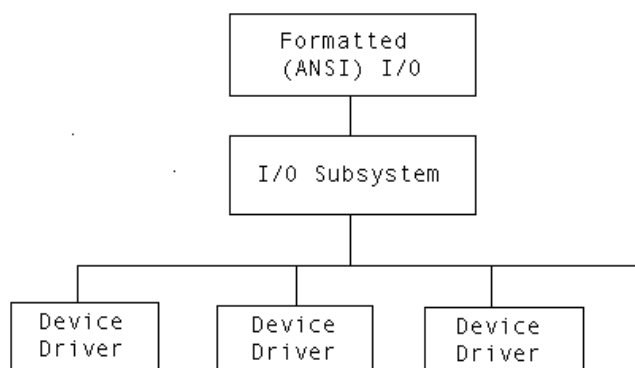 Formatted
(ANSI) I/O
I/O Subsystem
Device
Driver
Device
Driver
Device
Driver